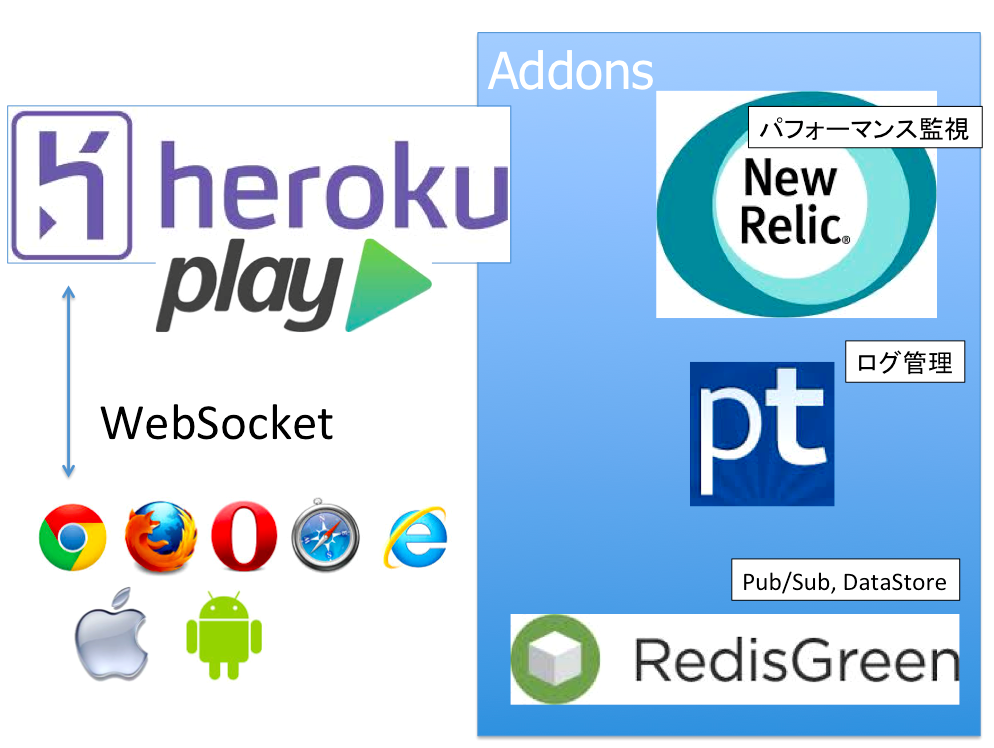 Addons
heroku
play
WebSocket
パフォーマンス監視
New
Relic®
ログ管理
pt
Pub/Sub, DataStore
RedisGreen